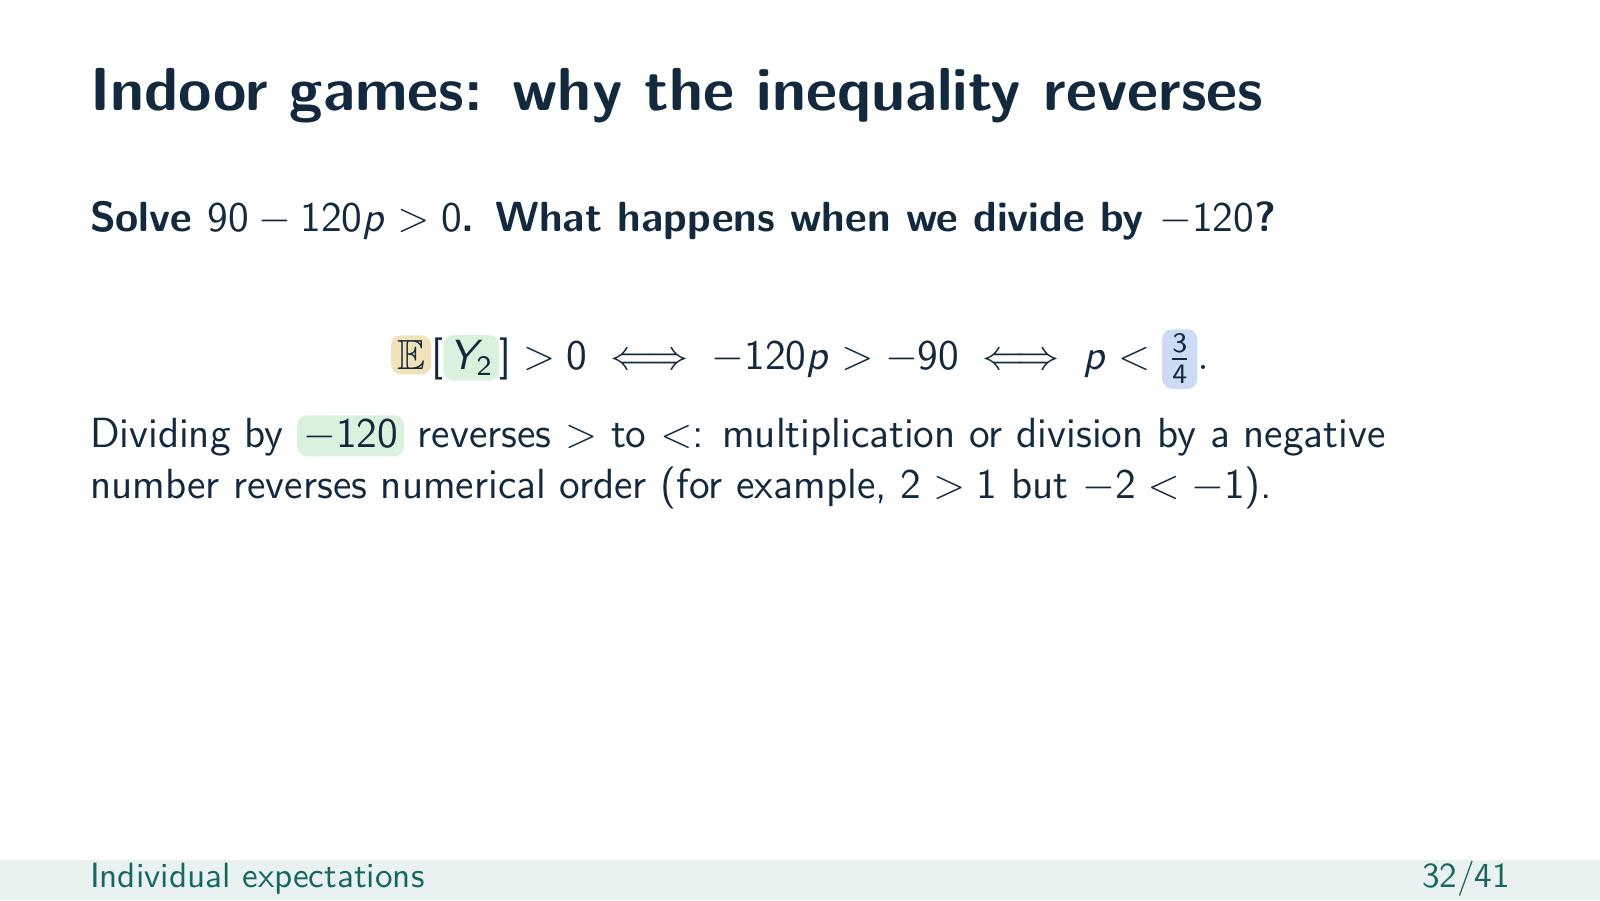 Indoor games: why the inequality reverses
Solve 90 − 120p > 0. What happens when we divide by −120?
𝔼[Y₂] > 0 ⟺ −120p > −90 ⟺ p < 3/4.
Dividing by −120 reverses > to <: multiplication or division by a negative
number reverses numerical order (for example, 2 > 1 but −2 < −1).
Individual expectations 32/41